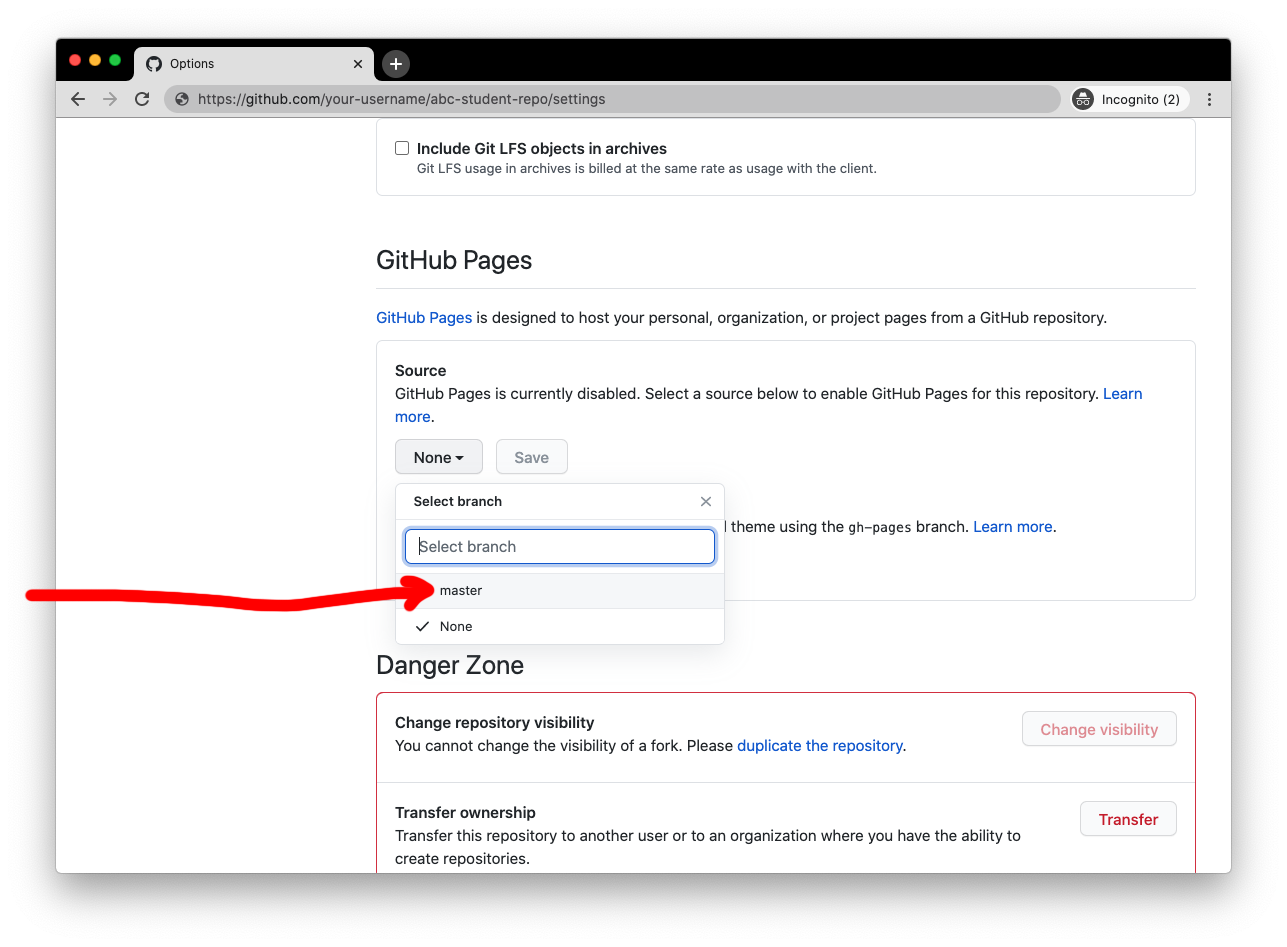 Options
https://github.com/your-username/abc-student-repo/settings
Incognito (2)
Include Git LFS objects in archives
Git LFS usage in archives is billed at the same rate as usage with the client.
GitHub Pages
GitHub Pages is designed to host your personal, organization, or project pages from a GitHub repository.
Source
GitHub Pages is currently disabled. Select a source below to enable GitHub Pages for this repository. Learn
more.
None
Save
Select branch
theme using the gh-pages branch. Learn more.
Select branch
master
None
Danger Zone
Change repository visibility
You cannot change the visibility of a fork. Please duplicate the repository.
Change visibility
Transfer ownership
Transfer this repository to another user or to an organization where you have the ability to
create repositories.
Transfer